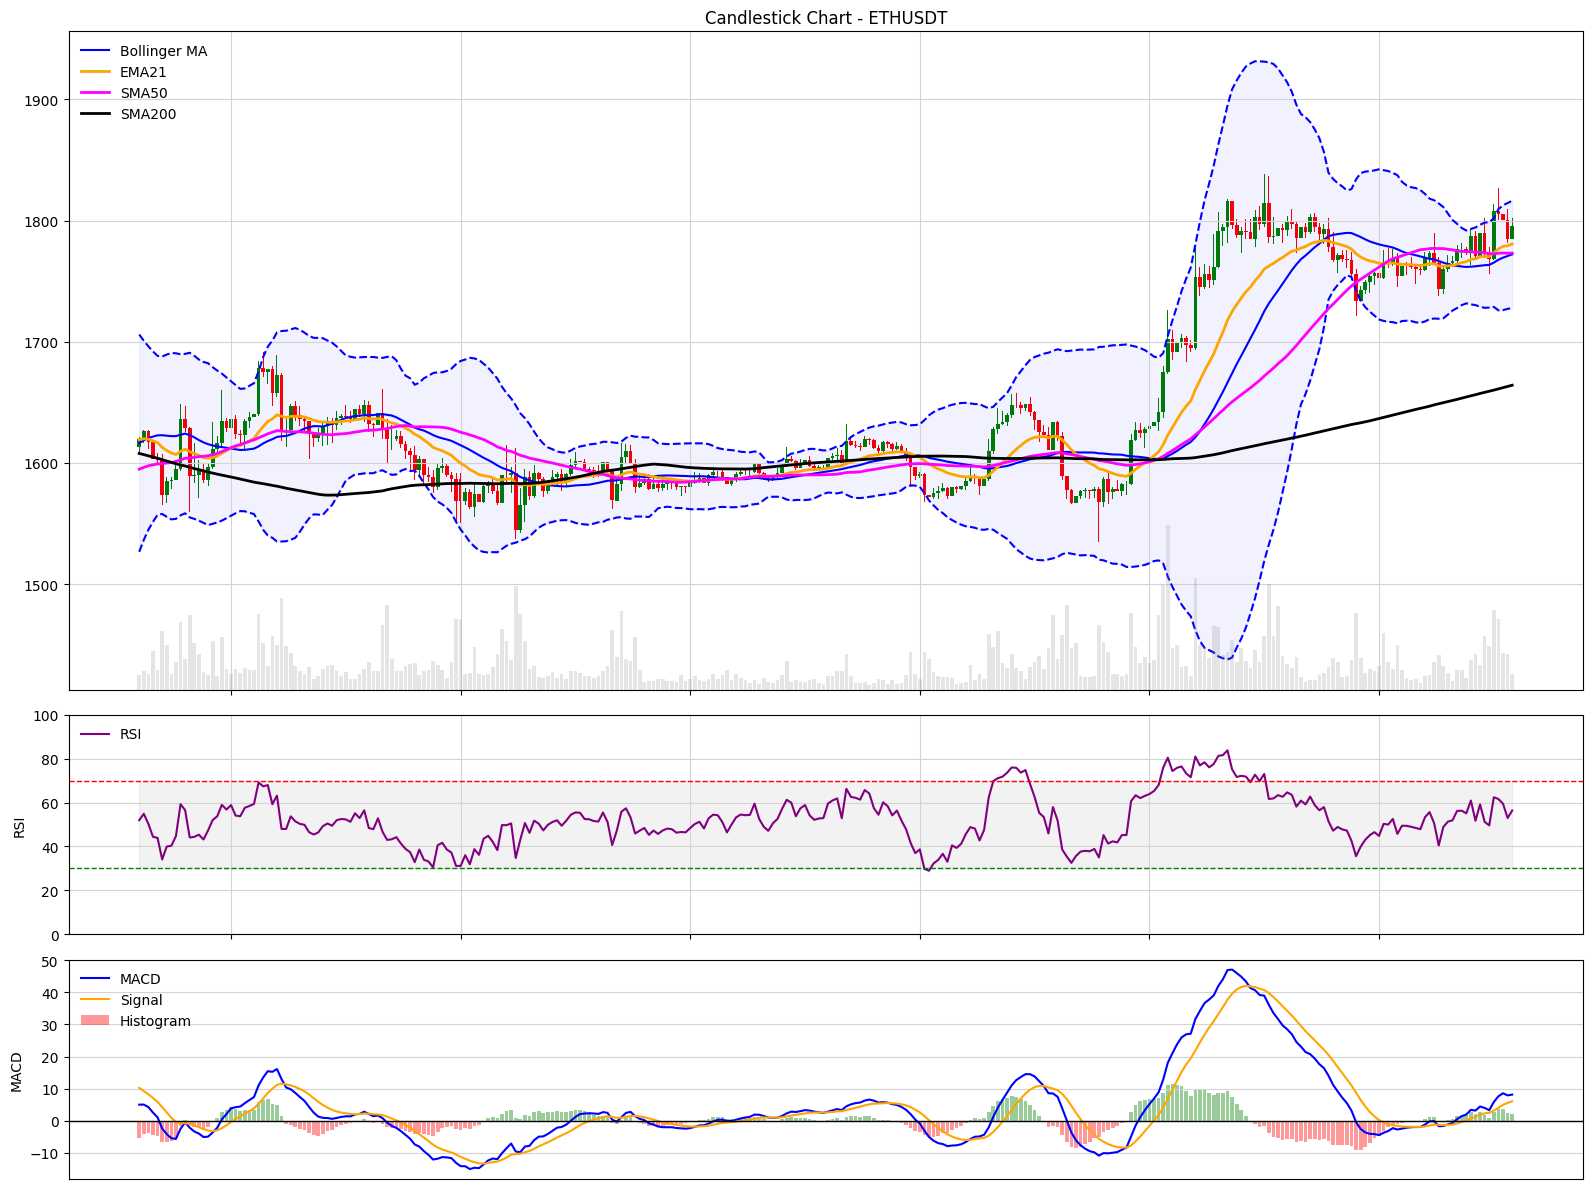 Candlestick Chart - ETHUSDT
Bollinger MA
EMA21
SMA50
SMA200
1900
1800
1700
1600
1500
RSI
100
80
60
40
20
0
RSI
MACD
Signal
Histogram
50
40
30
20
10
0
−10
MACD